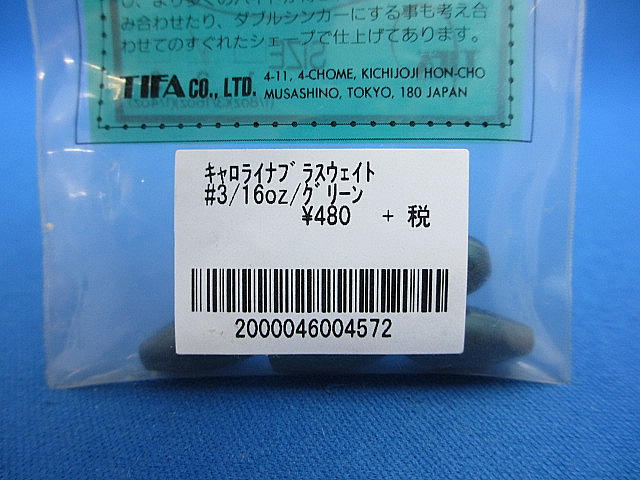 み合わせたり、ダブルシンカーにする事も考え合
わせてのすぐれたシェープで仕上げてあります。
TIFA CO., LTD. 4-11, 4-CHOME, KICHIJOJI HON-CHO
MUSASHINO, TOKYO, 180 JAPAN
ｷｬﾛﾗｲﾅﾌﾞﾗｽｳｪｲﾄ
#3/16oz/ｸﾞﾘｰﾝ
¥480 + 税
2000046004572